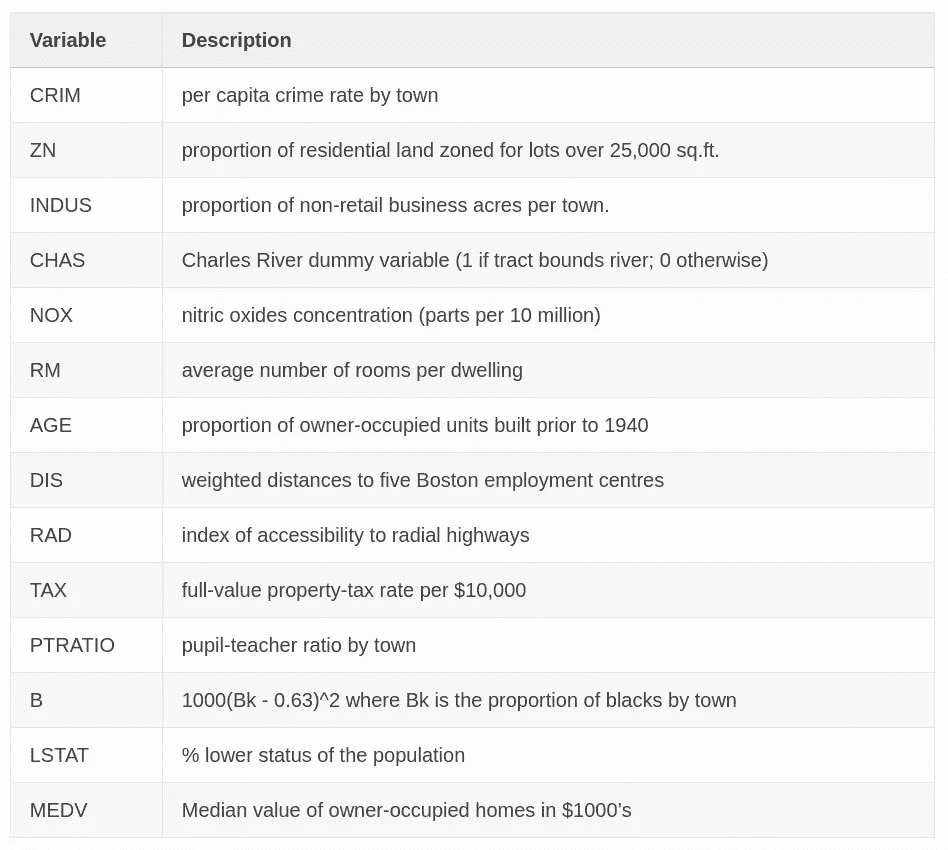 Variable Description
CRIM per capita crime rate by town
ZN proportion of residential land zoned for lots over 25,000 sq.ft.
INDUS proportion of non-retail business acres per town.
CHAS Charles River dummy variable (1 if tract bounds river; 0 otherwise)
NOX nitric oxides concentration (parts per 10 million)
RM average number of rooms per dwelling
AGE proportion of owner-occupied units built prior to 1940
DIS weighted distances to five Boston employment centres
RAD index of accessibility to radial highways
TAX full-value property-tax rate per $10,000
PTRATIO pupil-teacher ratio by town
B 1000(Bk - 0.63)^2 where Bk is the proportion of blacks by town
LSTAT % lower status of the population
MEDV Median value of owner-occupied homes in $1000’s